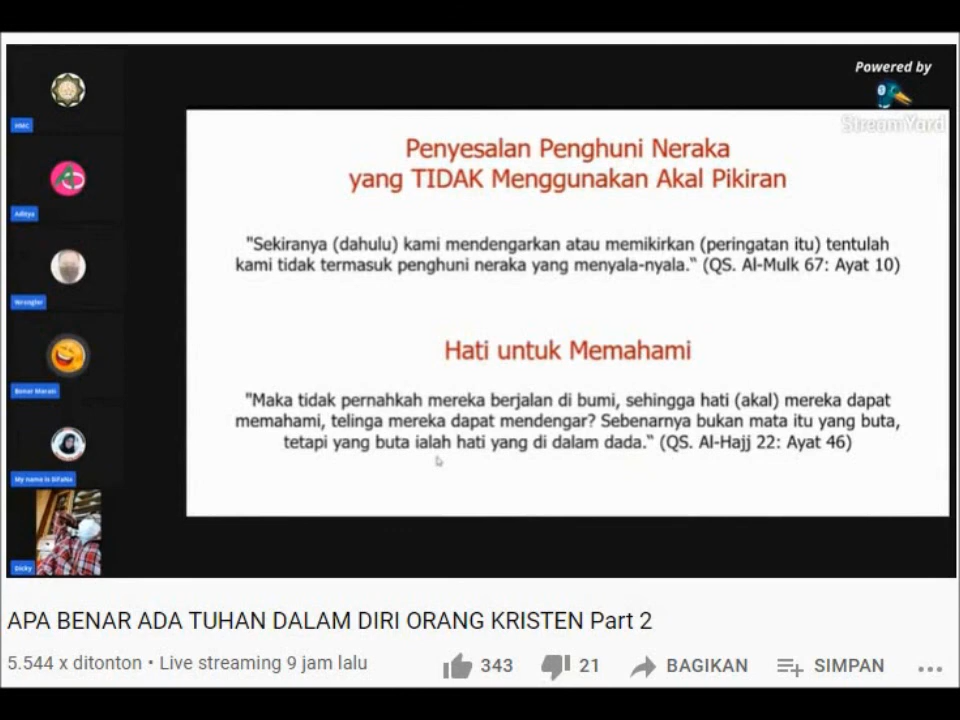 Powered by
StreamYard
HMC
Aditya
Bonar Marani
My name is DiFaNa
Dicky
Penyesalan Penghuni Neraka
yang TIDAK Menggunakan Akal Pikiran
"Sekiranya (dahulu) kami mendengarkan atau memikirkan (peringatan itu) tentulah
kami tidak termasuk penghuni neraka yang menyala-nyala." (QS. Al-Mulk 67: Ayat 10)
Hati untuk Memahami
"Maka tidak pernahkah mereka berjalan di bumi, sehingga hati (akal) mereka dapat
memahami, telinga mereka dapat mendengar? Sebenarnya bukan mata itu yang buta,
tetapi yang buta ialah hati yang di dalam dada." (QS. Al-Hajj 22: Ayat 46)
APA BENAR ADA TUHAN DALAM DIRI ORANG KRISTEN Part 2
5.544 x ditonton • Live streaming 9 jam lalu
343
21
BAGIKAN
SIMPAN